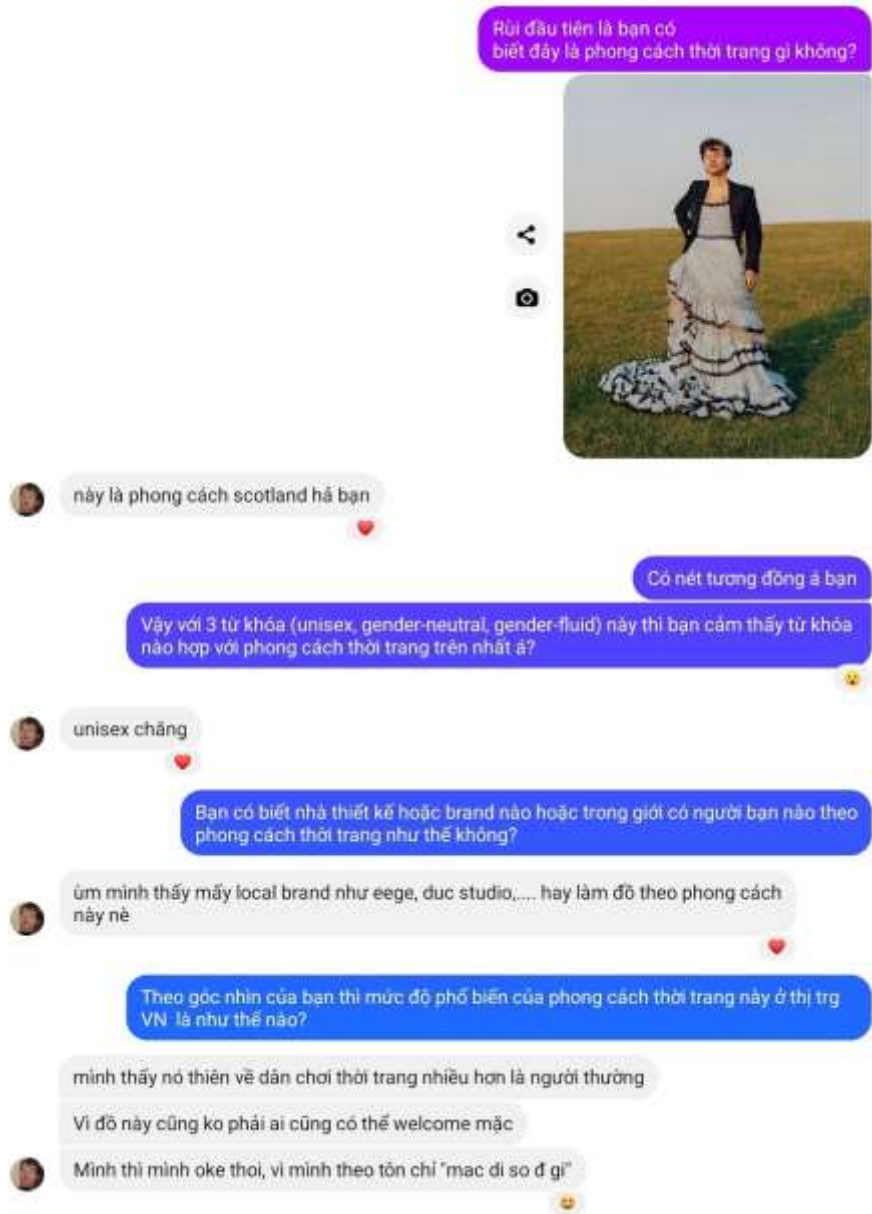 Rùi đầu tiên là bạn có
biết đây là phong cách thời trang gì không?
này là phong cách scotland hả bạn
Có nét tương đồng á bạn
Vậy với 3 từ khóa (unisex, gender-neutral, gender-fluid) này thì bạn cảm thấy từ khóa
nào hợp với phong cách thời trang trên nhất á?
unisex chăng
Bạn có biết nhà thiết kế hoặc brand nào hoặc trong giới có người bạn nào theo
phong cách thời trang như thế không?
ùm mình thấy mấy local brand như eege, duc studio,.... hay làm đồ theo phong cách
này nè
Theo góc nhìn của bạn thì mức độ phổ biến của phong cách thời trang này ở thị trg
VN là như thế nào?
mình thấy nó thiên về dân chơi thời trang nhiều hơn là người thường
Vì đồ này cũng ko phải ai cũng có thể welcome mặc
Mình thì mình oke thoi, vì mình theo tôn chỉ "mac di so đ gi"